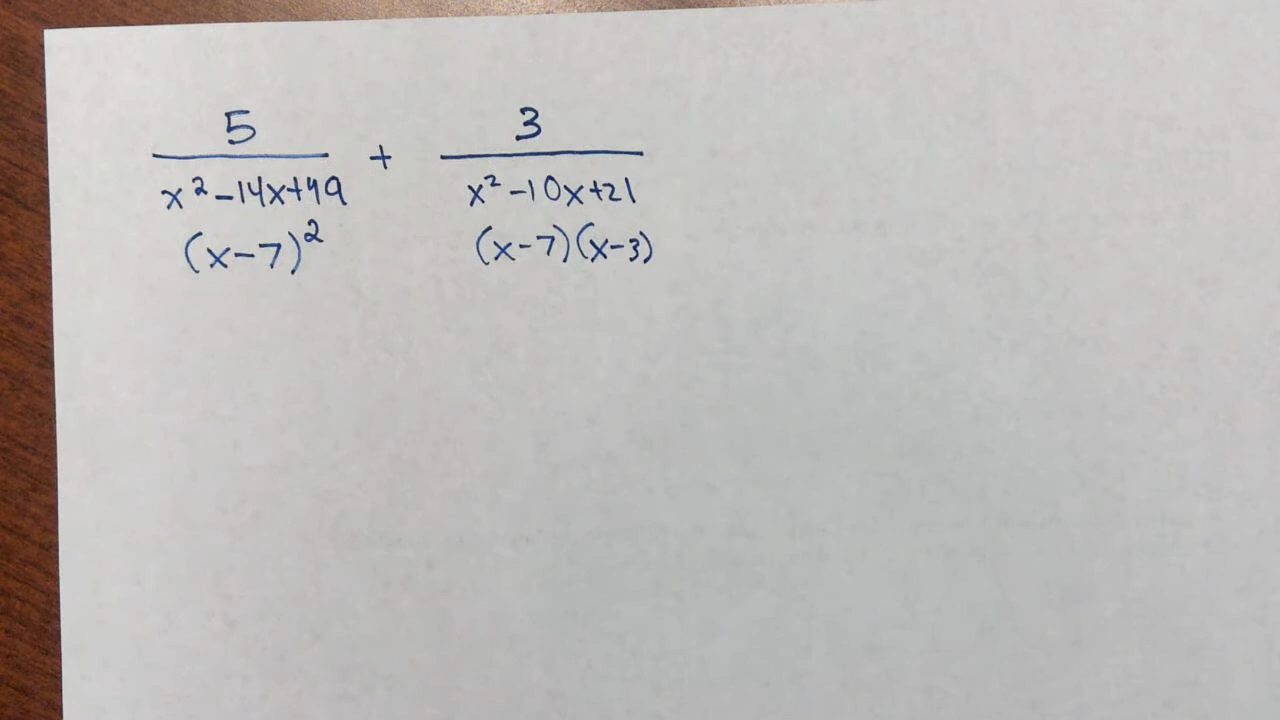 5 + 3
x² -14x+49 x² -10x+21
(x-7)² (x-7)(x-3)